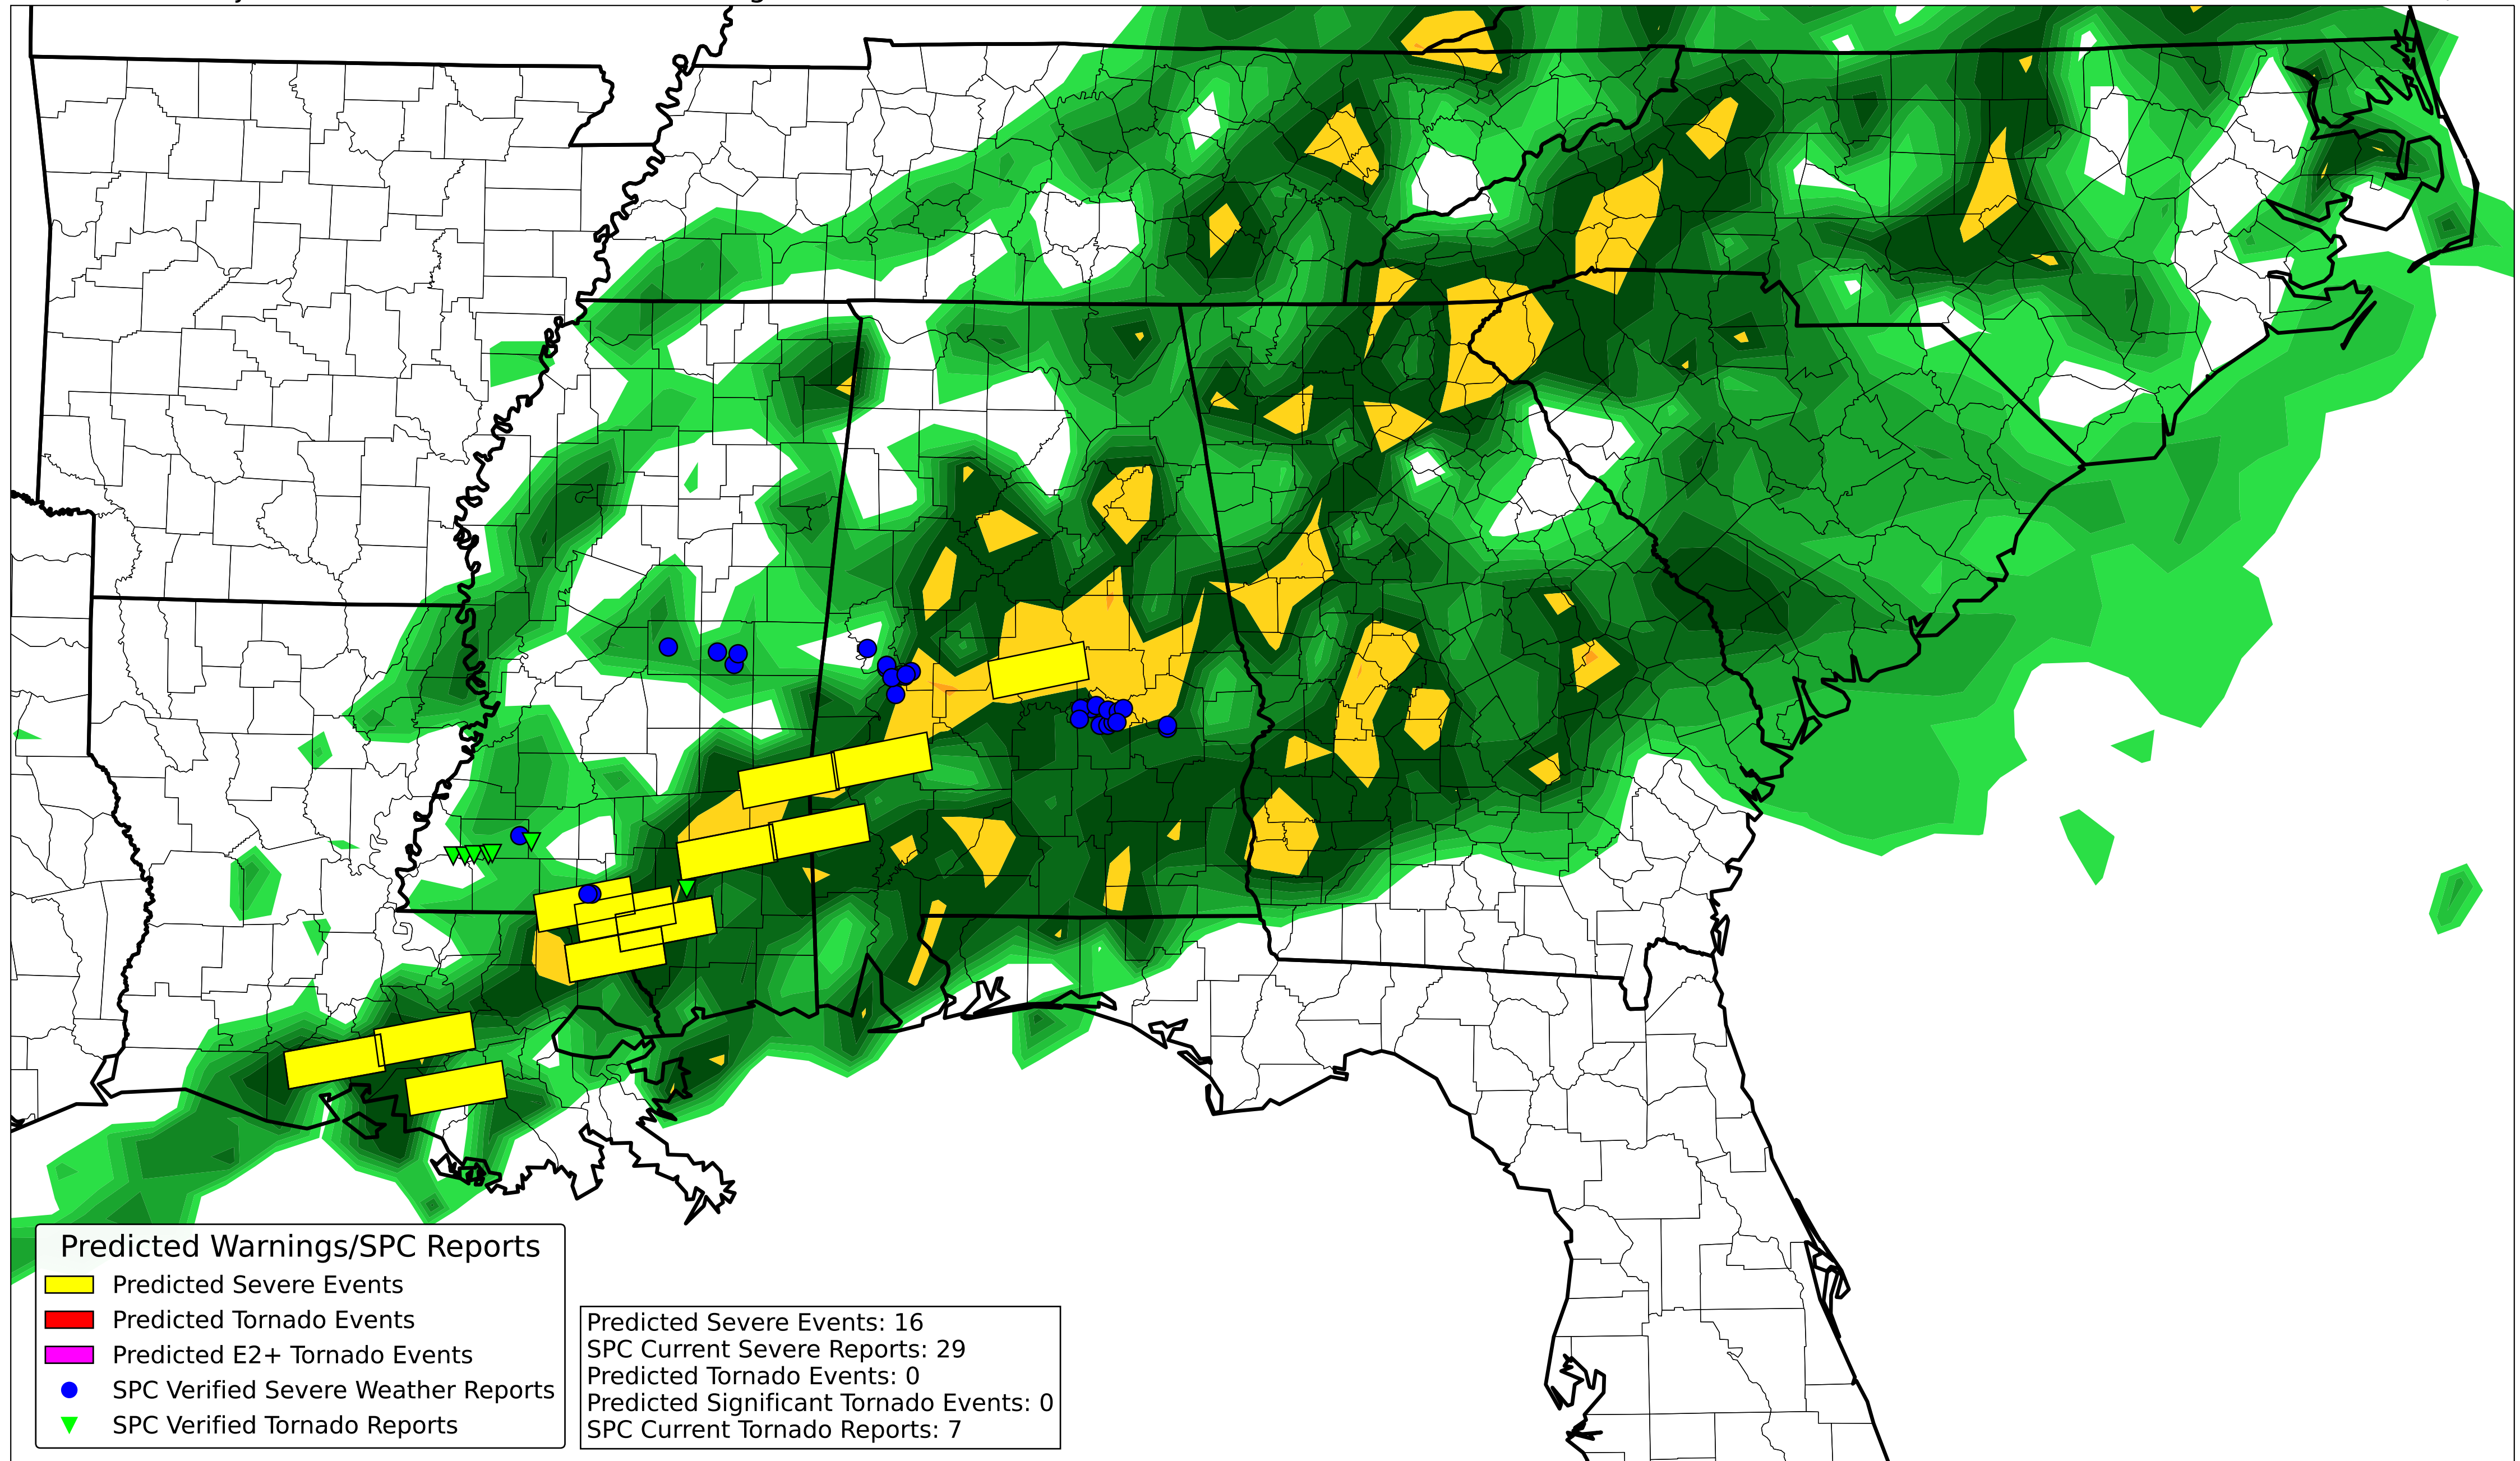 Predicted Warnings/SPC Reports
Predicted Severe Events
Predicted Tornado Events
Predicted E2+ Tornado Events
SPC Verified Severe Weather Reports
SPC Verified Tornado Reports
Predicted Severe Events: 16
SPC Current Severe Reports: 29
Predicted Tornado Events: 0
Predicted Significant Tornado Events: 0
SPC Current Tornado Reports: 7